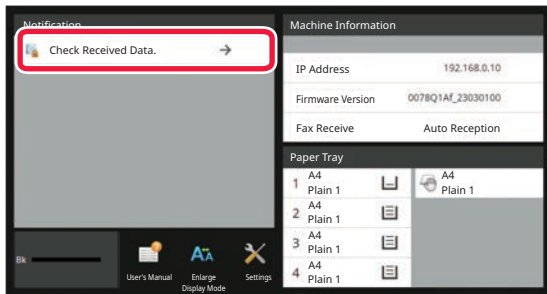 Notification
Check Received Data.
Machine Information
IP Address 192.168.0.10
Firmware Version 0078Q1Af_23030100
Fax Receive Auto Reception
Paper Tray
1 A4
Plain 1
A4
Plain 1
2 A4
Plain 1
3 A4
Plain 1
4 A4
Plain 1
Bk
User's Manual
Enlarge
Display Mode
Settings